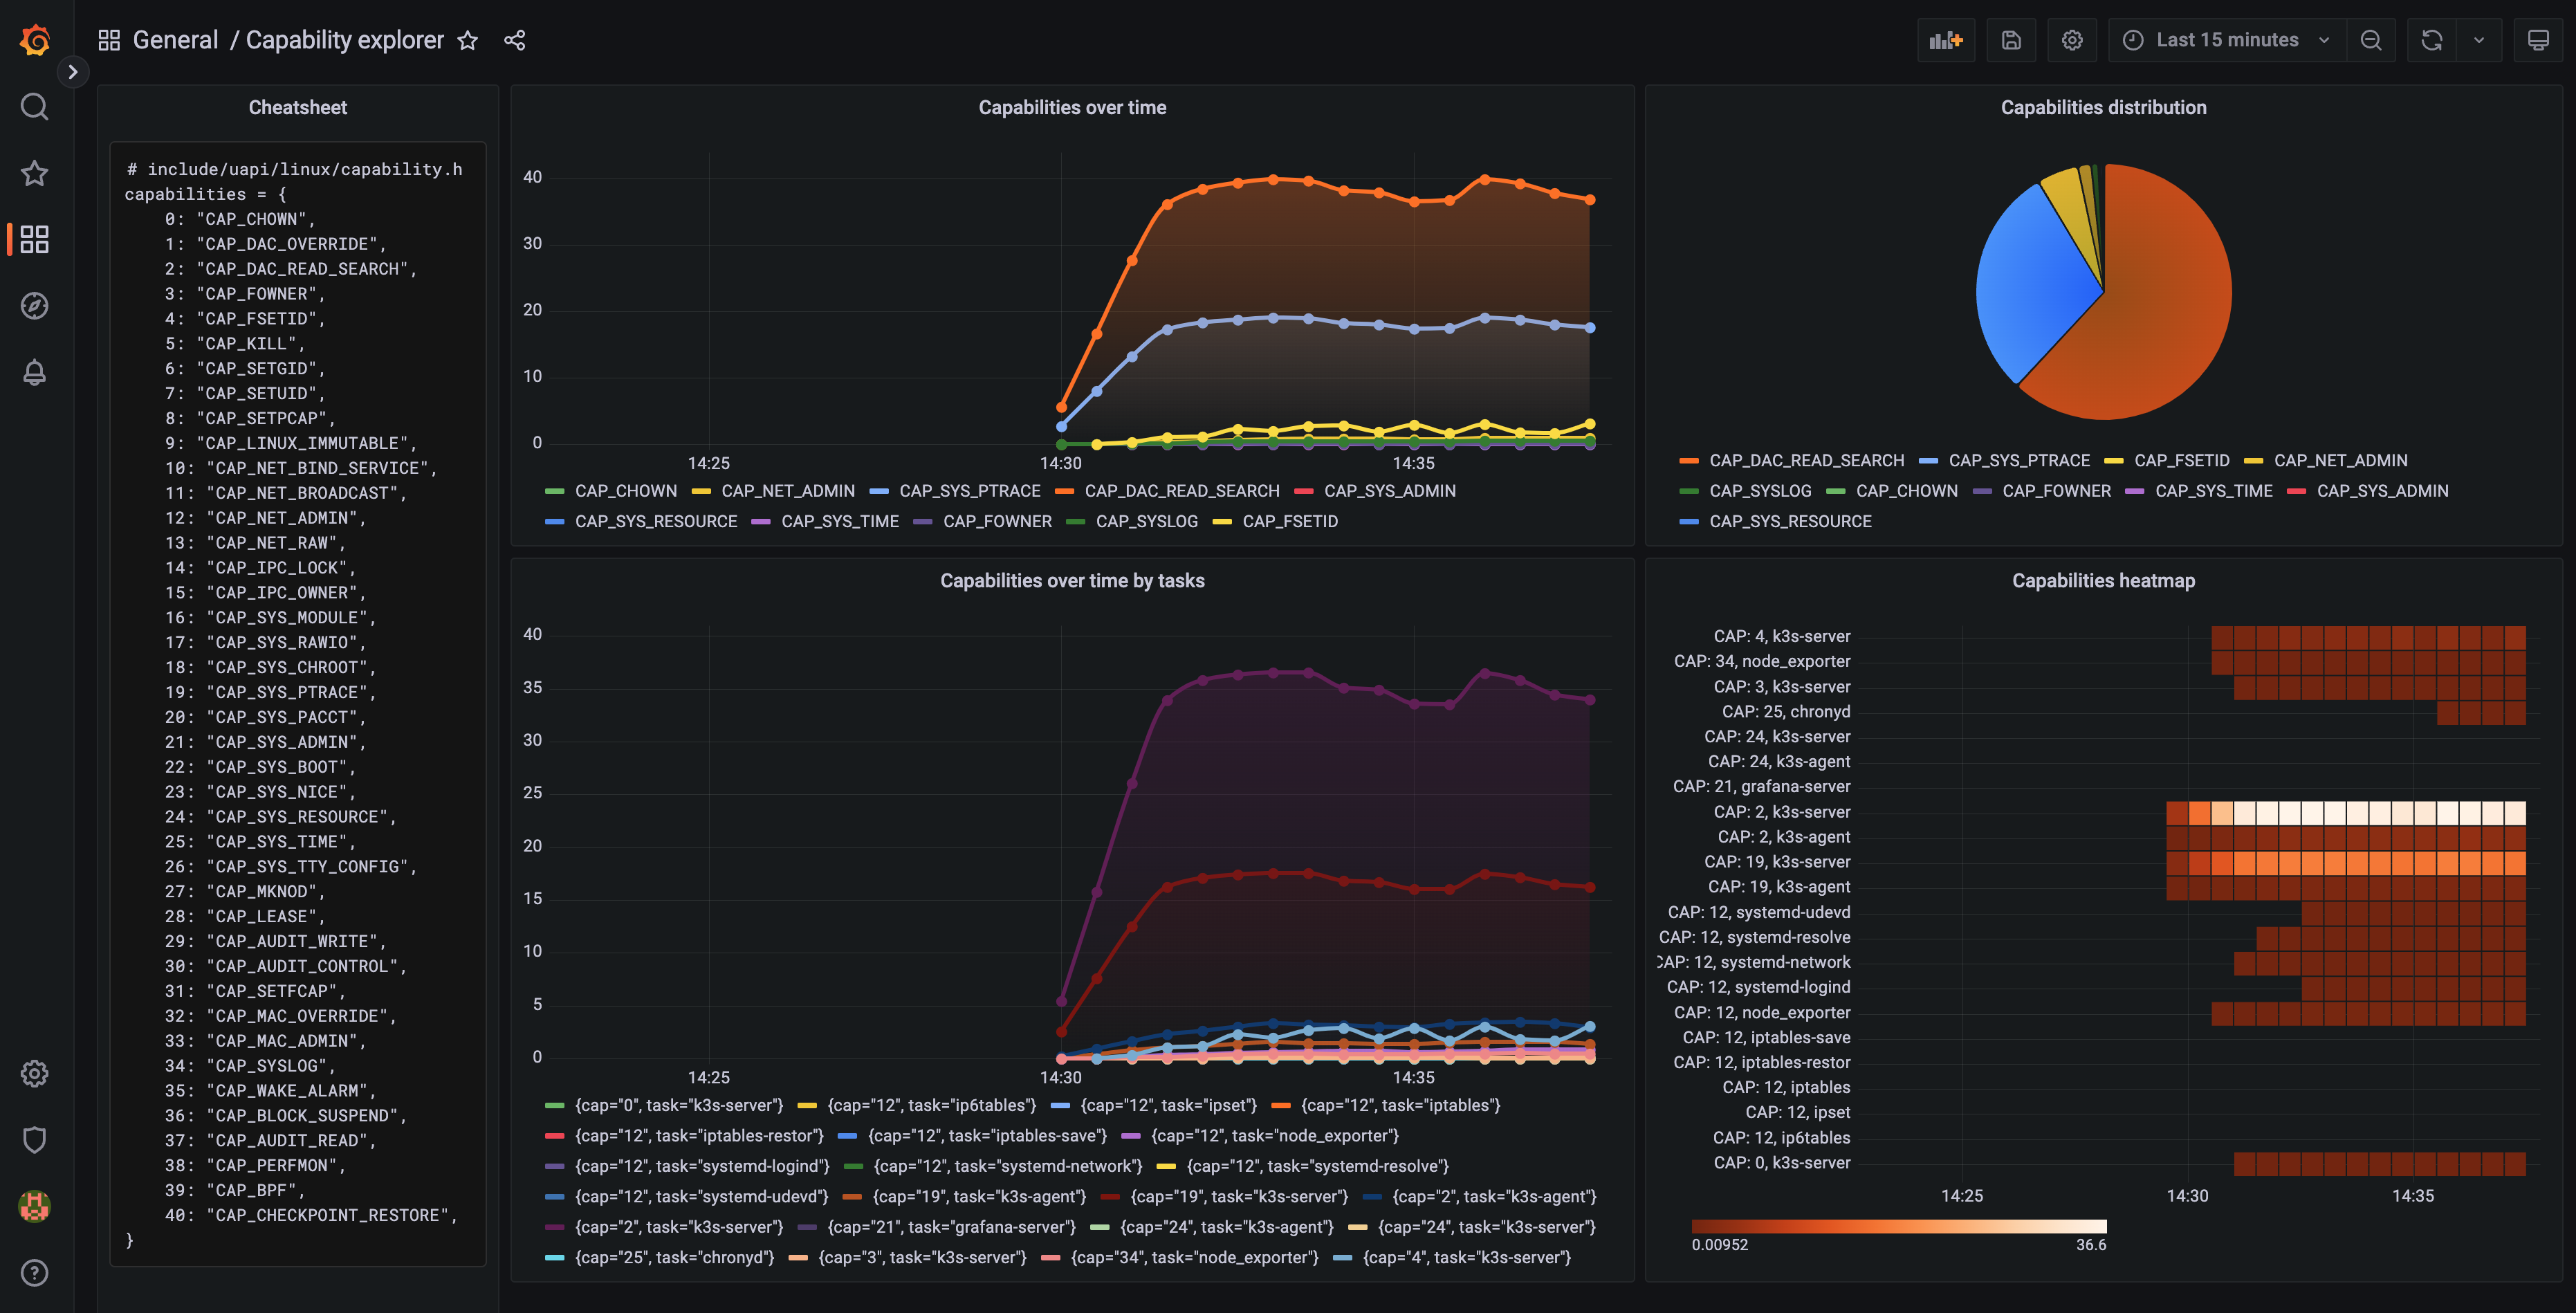 General / Capability explorer
Last 15 minutes
Cheatsheet
# include/uapi/linux/capability.h
capabilities = {
0: "CAP_CHOWN",
1: "CAP_DAC_OVERRIDE",
2: "CAP_DAC_READ_SEARCH",
3: "CAP_FOWNER",
4: "CAP_FSETID",
5: "CAP_KILL",
6: "CAP_SETGID",
7: "CAP_SETUID",
8: "CAP_SETPCAP",
9: "CAP_LINUX_IMMUTABLE",
10: "CAP_NET_BIND_SERVICE",
11: "CAP_NET_BROADCAST",
12: "CAP_NET_ADMIN",
13: "CAP_NET_RAW",
14: "CAP_IPC_LOCK",
15: "CAP_IPC_OWNER",
16: "CAP_SYS_MODULE",
17: "CAP_SYS_RAWIO",
18: "CAP_SYS_CHROOT",
19: "CAP_SYS_PTRACE",
20: "CAP_SYS_PACCT",
21: "CAP_SYS_ADMIN",
22: "CAP_SYS_BOOT",
23: "CAP_SYS_NICE",
24: "CAP_SYS_RESOURCE",
25: "CAP_SYS_TIME",
26: "CAP_SYS_TTY_CONFIG",
27: "CAP_MKNOD",
28: "CAP_LEASE",
29: "CAP_AUDIT_WRITE",
30: "CAP_AUDIT_CONTROL",
31: "CAP_SETFCAP",
32: "CAP_MAC_OVERRIDE",
33: "CAP_MAC_ADMIN",
34: "CAP_SYSLOG",
35: "CAP_WAKE_ALARM",
36: "CAP_BLOCK_SUSPEND",
37: "CAP_AUDIT_READ",
38: "CAP_PERFMON",
39: "CAP_BPF",
40: "CAP_CHECKPOINT_RESTORE",
}
Capabilities over time
40
30
20
10
0
14:25 14:30 14:35
CAP_CHOWN CAP_NET_ADMIN CAP_SYS_PTRACE CAP_DAC_READ_SEARCH CAP_SYS_ADMIN
CAP_SYS_RESOURCE CAP_SYS_TIME CAP_FOWNER CAP_SYSLOG CAP_FSETID
Capabilities distribution
CAP_DAC_READ_SEARCH CAP_SYS_PTRACE CAP_FSETID CAP_NET_ADMIN
CAP_SYSLOG CAP_CHOWN CAP_FOWNER CAP_SYS_TIME CAP_SYS_ADMIN
CAP_SYS_RESOURCE
Capabilities over time by tasks
40
35
30
25
20
15
10
5
0
14:25 14:30 14:35
{cap="0", task="k3s-server"} {cap="12", task="ip6tables"} {cap="12", task="ipset"} {cap="12", task="iptables"}
{cap="12", task="iptables-restor"} {cap="12", task="iptables-save"} {cap="12", task="node_exporter"}
{cap="12", task="systemd-logind"} {cap="12", task="systemd-network"} {cap="12", task="systemd-resolve"}
{cap="12", task="systemd-udevd"} {cap="19", task="k3s-agent"} {cap="19", task="k3s-server"} {cap="2", task="k3s-agent"}
{cap="2", task="k3s-server"} {cap="21", task="grafana-server"} {cap="24", task="k3s-agent"} {cap="24", task="k3s-server"}
{cap="25", task="chronyd"} {cap="3", task="k3s-server"} {cap="34", task="node_exporter"} {cap="4", task="k3s-server"}
Capabilities heatmap
CAP: 4, k3s-server
CAP: 34, node_exporter
CAP: 3, k3s-server
CAP: 25, chronyd
CAP: 24, k3s-server
CAP: 24, k3s-agent
CAP: 21, grafana-server
CAP: 2, k3s-server
CAP: 2, k3s-agent
CAP: 19, k3s-server
CAP: 19, k3s-agent
CAP: 12, systemd-udevd
CAP: 12, systemd-resolve
CAP: 12, systemd-network
CAP: 12, systemd-logind
CAP: 12, node_exporter
CAP: 12, iptables-save
CAP: 12, iptables-restor
CAP: 12, iptables
CAP: 12, ipset
CAP: 12, ip6tables
CAP: 0, k3s-server
14:25 14:30 14:35
0.00952 36.6